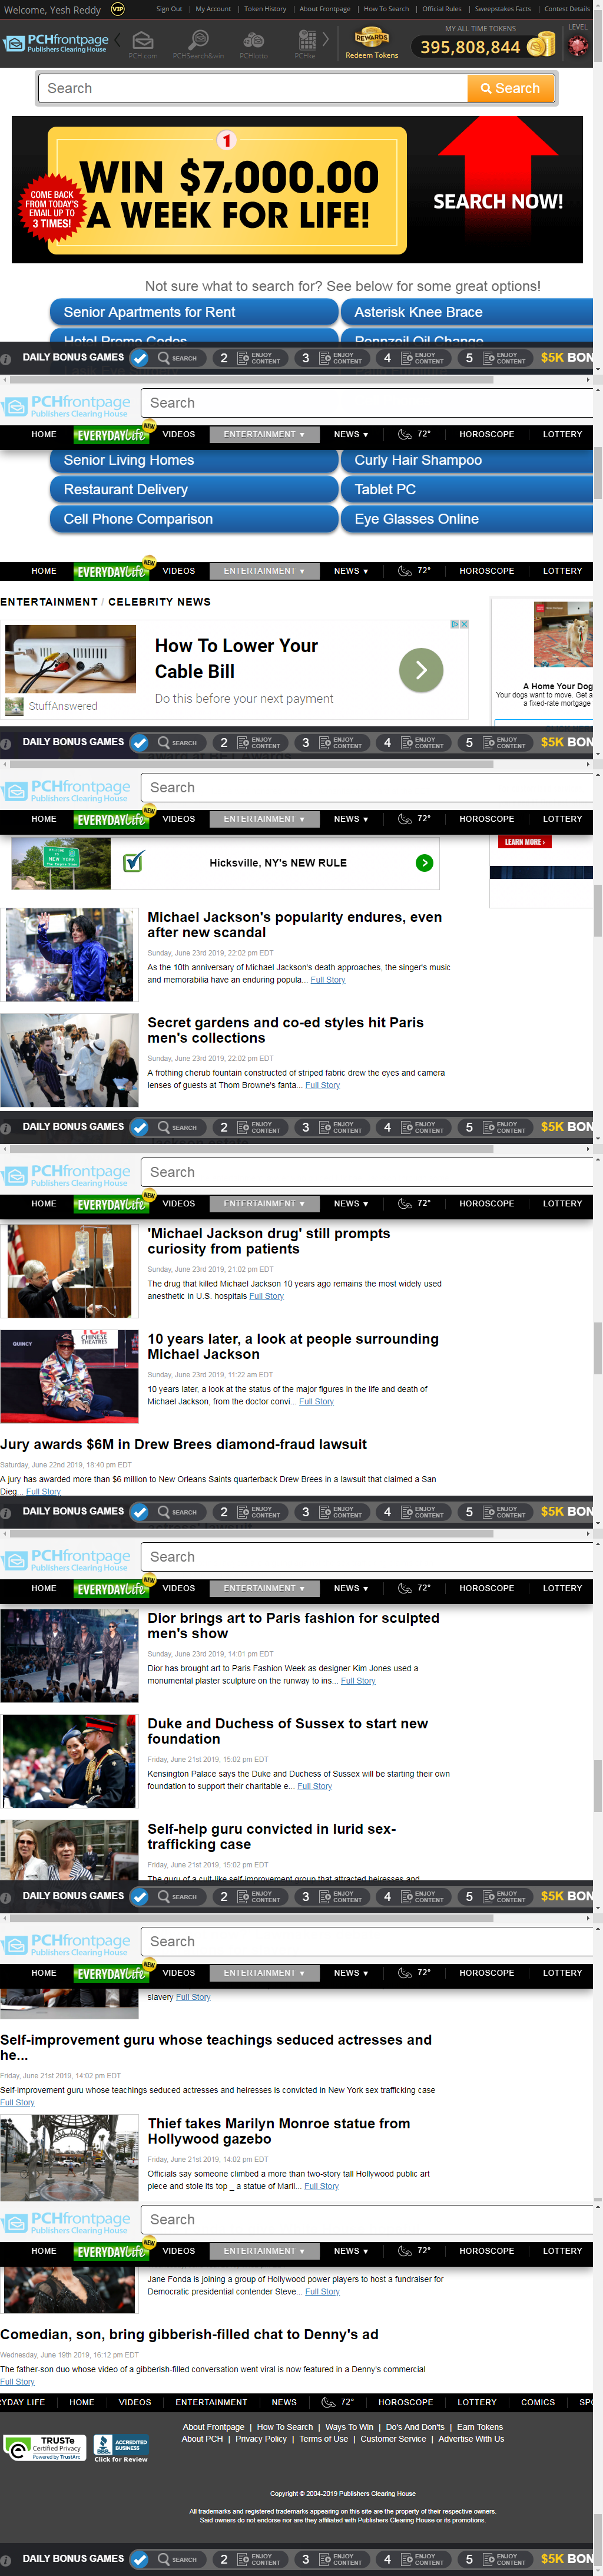 Welcome, Yesh Reddy VIP Sign Out | My Account | Token History | About Frontpage | How To Search | Official Rules | Sweepstakes Facts | Contest Details
PCHfrontpage
Publishers Clearing House
PCH.com PCHSearch&win PCHlotto PCHke
REWARDS
Redeem Tokens
MY ALL TIME TOKENS
395,808,844
LEVEL
Search Search
1
WIN $7,000.00
A WEEK FOR LIFE!
COME BACK
FROM TODAY'S
EMAIL UP TO
3 TIMES!
SEARCH NOW!
Not sure what to search for? See below for some great options!
Senior Apartments for Rent Asterisk Knee Brace
Hotel Promo Codes Pennzoil Oil Change
DAILY BONUS GAMES SEARCH 2 ENJOY CONTENT 3 ENJOY CONTENT 4 ENJOY CONTENT 5 ENJOY CONTENT $5K BON
PCHfrontpage
Publishers Clearing House
Search
HOME EVERYDAYlife NEW VIDEOS ENTERTAINMENT ▼ NEWS ▼ 72° HOROSCOPE LOTTERY
Senior Living Homes Curly Hair Shampoo
Restaurant Delivery Tablet PC
Cell Phone Comparison Eye Glasses Online
HOME EVERYDAYlife NEW VIDEOS ENTERTAINMENT ▼ NEWS ▼ 72° HOROSCOPE LOTTERY
ENTERTAINMENT / CELEBRITY NEWS
How To Lower Your
Cable Bill
Do this before your next payment
StuffAnswered
A Home Your Dog
Your dogs want to move. Get a
a fixed-rate mortgage
DAILY BONUS GAMES SEARCH 2 ENJOY CONTENT 3 ENJOY CONTENT 4 ENJOY CONTENT 5 ENJOY CONTENT $5K BON
PCHfrontpage
Publishers Clearing House
Search
HOME EVERYDAYlife NEW VIDEOS ENTERTAINMENT ▼ NEWS ▼ 72° HOROSCOPE LOTTERY
NEW YORK
Hicksville, NY's NEW RULE
LEARN MORE ›
Michael Jackson's popularity endures, even
after new scandal
Sunday, June 23rd 2019, 22:02 pm EDT
As the 10th anniversary of Michael Jackson's death approaches, the singer's music
and memorabilia have an enduring popula... Full Story
Secret gardens and co-ed styles hit Paris
men's collections
Sunday, June 23rd 2019, 22:02 pm EDT
A frothing cherub fountain constructed of striped fabric drew the eyes and camera
lenses of guests at Thom Browne's fanta... Full Story
DAILY BONUS GAMES SEARCH 2 ENJOY CONTENT 3 ENJOY CONTENT 4 ENJOY CONTENT 5 ENJOY CONTENT $5K BON
PCHfrontpage
Publishers Clearing House
Search
HOME EVERYDAYlife NEW VIDEOS ENTERTAINMENT ▼ NEWS ▼ 72° HOROSCOPE LOTTERY
'Michael Jackson drug' still prompts
curiosity from patients
Sunday, June 23rd 2019, 21:02 pm EDT
The drug that killed Michael Jackson 10 years ago remains the most widely used
anesthetic in U.S. hospitals Full Story
QUINCY
CHINESE
THEATRES
10 years later, a look at people surrounding
Michael Jackson
Sunday, June 23rd 2019, 11:22 am EDT
10 years later, a look at the status of the major figures in the life and death of
Michael Jackson, from the doctor convi... Full Story
Jury awards $6M in Drew Brees diamond-fraud lawsuit
Saturday, June 22nd 2019, 18:40 pm EDT
A jury has awarded more than $6 million to New Orleans Saints quarterback Drew Brees in a lawsuit that claimed a San
Dieg... Full Story
DAILY BONUS GAMES SEARCH 2 ENJOY CONTENT 3 ENJOY CONTENT 4 ENJOY CONTENT 5 ENJOY CONTENT $5K BON
PCHfrontpage
Publishers Clearing House
Search
HOME EVERYDAYlife NEW VIDEOS ENTERTAINMENT ▼ NEWS ▼ 72° HOROSCOPE LOTTERY
Dior brings art to Paris fashion for sculpted
men's show
Sunday, June 23rd 2019, 14:01 pm EDT
Dior has brought art to Paris Fashion Week as designer Kim Jones used a
monumental plaster sculpture on the runway to ins... Full Story
Duke and Duchess of Sussex to start new
foundation
Friday, June 21st 2019, 15:02 pm EDT
Kensington Palace says the Duke and Duchess of Sussex will be starting their own
foundation to support their charitable e... Full Story
Self-help guru convicted in lurid sex-
trafficking case
Friday, June 21st 2019, 15:02 pm EDT
The guru of a cult-like self-improvement group that attracted heiresses and
DAILY BONUS GAMES SEARCH 2 ENJOY CONTENT 3 ENJOY CONTENT 4 ENJOY CONTENT 5 ENJOY CONTENT $5K BON
PCHfrontpage
Publishers Clearing House
Search
HOME EVERYDAYlife NEW VIDEOS ENTERTAINMENT ▼ NEWS ▼ 72° HOROSCOPE LOTTERY
slavery Full Story
Self-improvement guru whose teachings seduced actresses and
he...
Friday, June 21st 2019, 14:02 pm EDT
Self-improvement guru whose teachings seduced actresses and heiresses is convicted in New York sex trafficking case
Full Story
Thief takes Marilyn Monroe statue from
Hollywood gazebo
Friday, June 21st 2019, 14:02 pm EDT
Officials say someone climbed a more than two-story tall Hollywood public art
piece and stole its top _ a statue of Maril... Full Story
PCHfrontpage
Publishers Clearing House
Search
HOME EVERYDAYlife NEW VIDEOS ENTERTAINMENT ▼ NEWS ▼ 72° HOROSCOPE LOTTERY
Jane Fonda is joining a group of Hollywood power players to host a fundraiser for
Democratic presidential contender Steve... Full Story
Comedian, son, bring gibberish-filled chat to Denny's ad
Wednesday, June 19th 2019, 16:12 pm EDT
The father-son duo whose video of a gibberish-filled conversation went viral is now featured in a Denny's commercial
Full Story
RYDAY LIFE HOME VIDEOS ENTERTAINMENT NEWS 72° HOROSCOPE LOTTERY COMICS SPO
About Frontpage | How To Search | Ways To Win | Do's And Don'ts | Earn Tokens
About PCH | Privacy Policy | Terms of Use | Customer Service | Advertise With Us
TRUSTe
Certified Privacy
Powered by TrustArc
BBB
ACCREDITED
BUSINESS
Click for Review
Copyright © 2004-2019 Publishers Clearing House
All trademarks and registered trademarks appearing on this site are the property of their respective owners.
Said owners do not endorse nor are they affiliated with Publishers Clearing House or its promotions.
DAILY BONUS GAMES SEARCH 2 ENJOY CONTENT 3 ENJOY CONTENT 4 ENJOY CONTENT 5 ENJOY CONTENT $5K BON